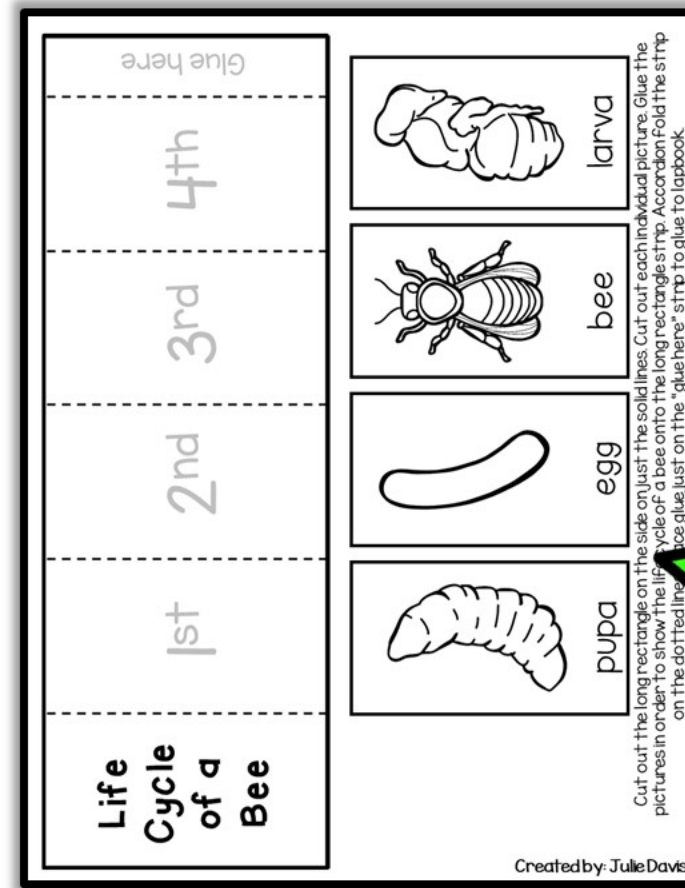 Life
Cycle
of a
Bee
1st
2nd
3rd
4th
Glue here
pupa
egg
bee
larva
Cut out the long rectangle on the side on just the solid lines. Cut out each individual picture. Glue the
pictures in order to show the life cycle of a bee onto the long rectangle strip. Accordion fold the strip
on the dotted line glue just on the "glue here" strip to glue to lapbook.
Created by: Julie Davis